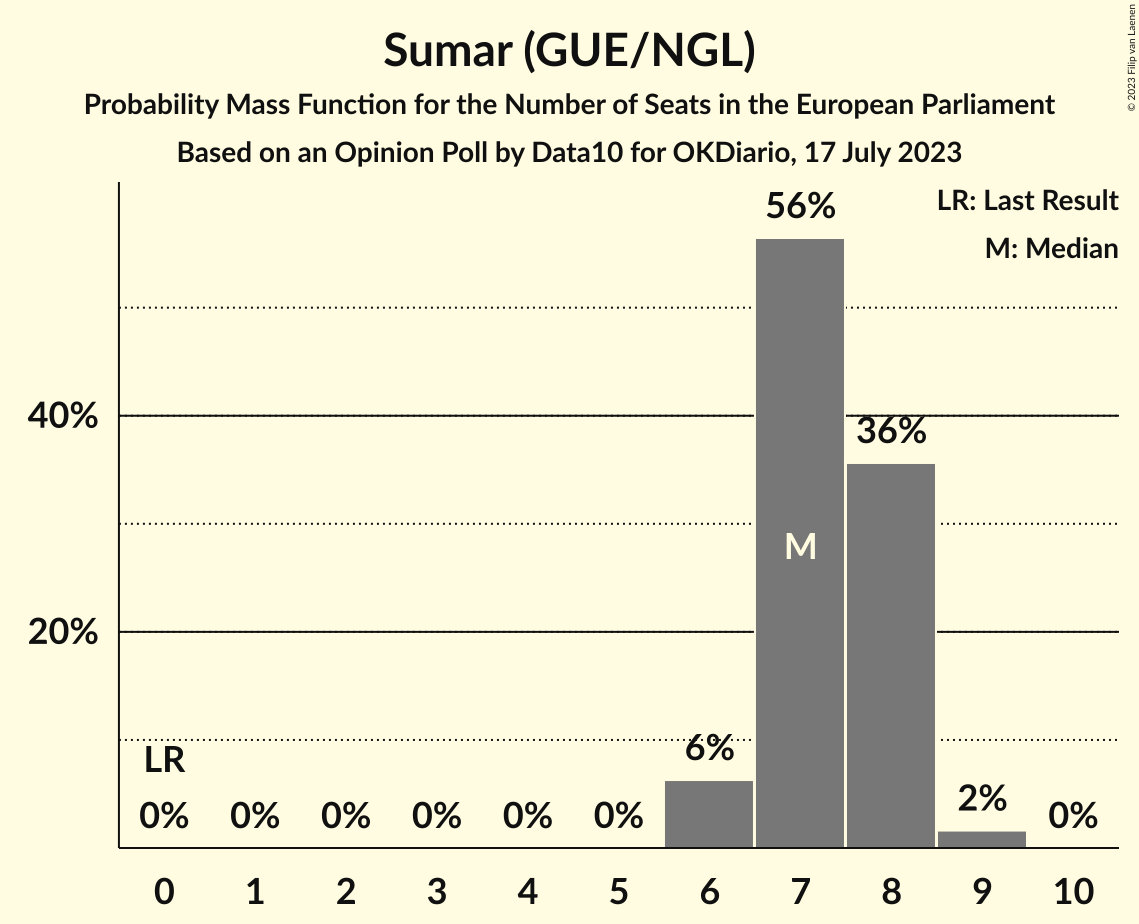 Sumar (GUE/NGL)
Probability Mass Function for the Number of Seats in the European Parliament
Based on an Opinion Poll by Data10 for OKDiario, 17 July 2023
© 2023 Filip van Laenen
LR: Last Result
M: Median
56%
40%
36%
M
20%
6%
LR
2%
0% 0% 0% 0% 0% 0% 0%
0 1 2 3 4 5 6 7 8 9 10